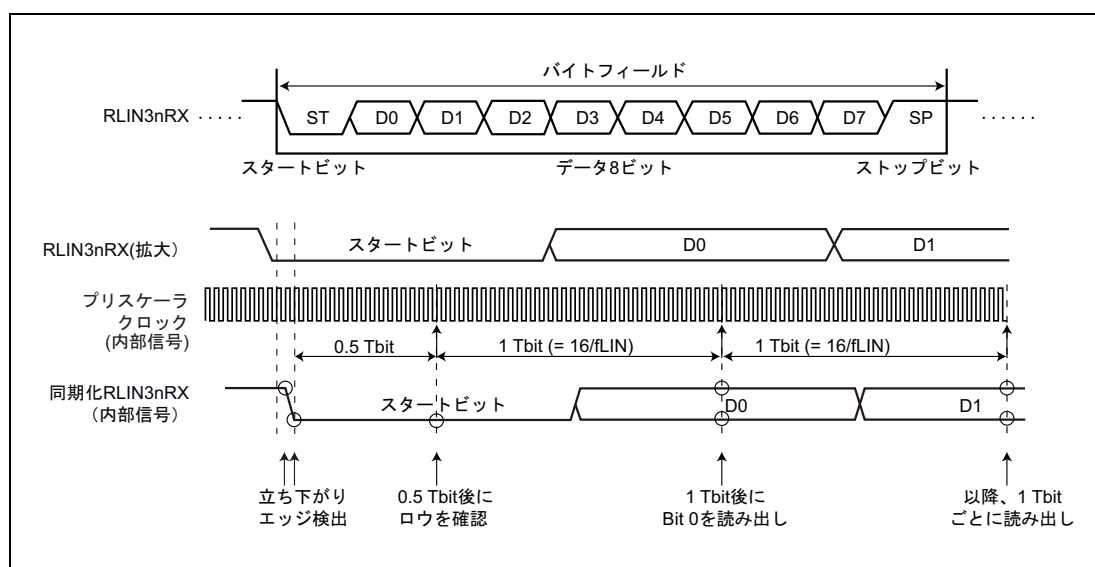 バイトフィールド
RLIN3nRX ‥‥‥ ST D0 D1 D2 D3 D4 D5 D6 D7 SP ‥‥‥
スタートビット データ8ビット ストップビット
RLIN3nRX(拡大) スタートビット D0 D1
プリスケーラ
クロック
(内部信号)
0.5 Tbit 1 Tbit (= 16/fLIN) 1 Tbit (= 16/fLIN)
同期化RLIN3nRX
(内部信号)
スタートビット D0 D1
立ち下がり
エッジ検出
0.5 Tbit後に
ロウを確認
1 Tbit後に
Bit 0を読み出し
以降、1 Tbit
ごとに読み出し